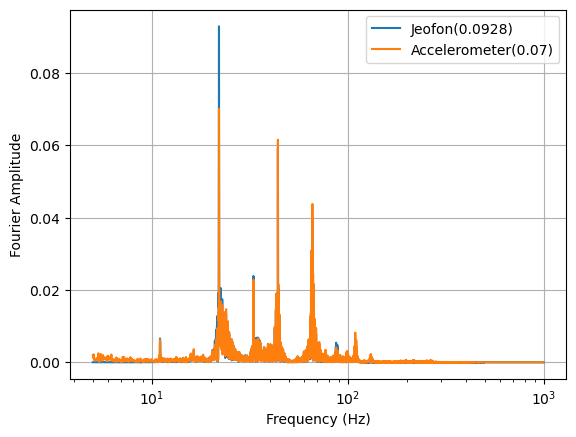 Jeofon(0.0928)
Accelerometer(0.07)
0.08
0.06
0.04
0.02
0.00
Fourier Amplitude
10¹
10²
10³
Frequency (Hz)